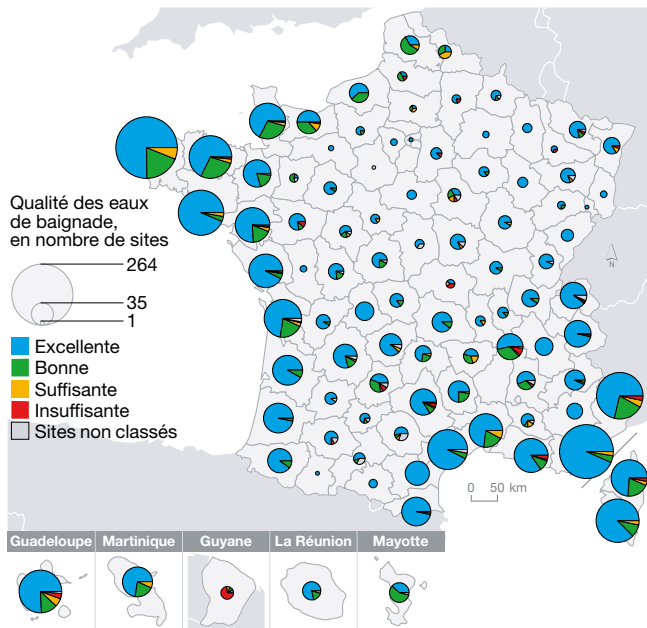 Qualité des eaux
de baignade,
en nombre de sites
264
35
1
Excellente
Bonne
Suffisante
Insuffisante
Sites non classés
N
0 50 km
Guadeloupe Martinique Guyane La Réunion Mayotte